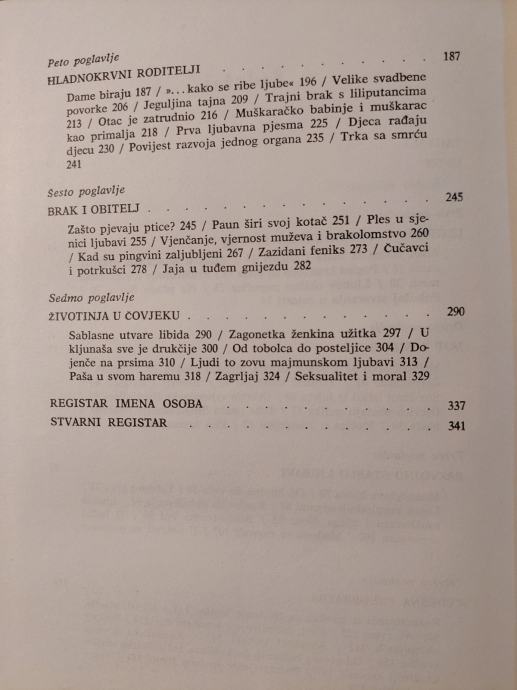 Peto poglavlje
HLADNOKRVNI RODITELJI . . . . . . . . . . 187
Dame biraju 187 / »...kako se ribe ljube« 196 / Velike svadbene
povorke 206 / Jeguljina tajna 209 / Trajni brak s liliputancima
213 / Otac je zatrudnio 216 / Muškaračko babinje i muškarac
kao primalja 218 / Prva ljubavna pjesma 225 / Djeca rađaju
djecu 230 / Povijest razvoja jednog organa 235 / Trka sa smrću
241
Šesto poglavlje
BRAK I OBITELJ . . . . . . . . . . . . 245
Zašto pjevaju ptice? 245 / Paun širi svoj kotač 251 / Ples u sje-
nici ljubavi 255 / Vjenčanje, vjernost muževa i brakolomstvo 260
/ Kad su pingvini zaljubljeni 267 / Zazidani feniks 273 / Čučavci
i potrkušci 278 / Jaja u tuđem gnijezdu 282
Sedmo poglavlje
ŽIVOTINJA U ČOVJEKU . . . . . . . . . . . 290
Sablasne utvare libida 290 / Zagonetka ženkina užitka 297 / U
kljunaša sve je drukčije 300 / Od tobolca do posteljice 304 / Do-
jenče na prsima 310 / Ljudi to zovu majmunskom ljubavi 313 /
Paša u svom haremu 318 / Zagrljaj 324 / Seksualitet i moral 329
REGISTAR IMENA OSOBA . . . . . . . . . . 337
STVARNI REGISTAR . . . . . . . . . . . 341